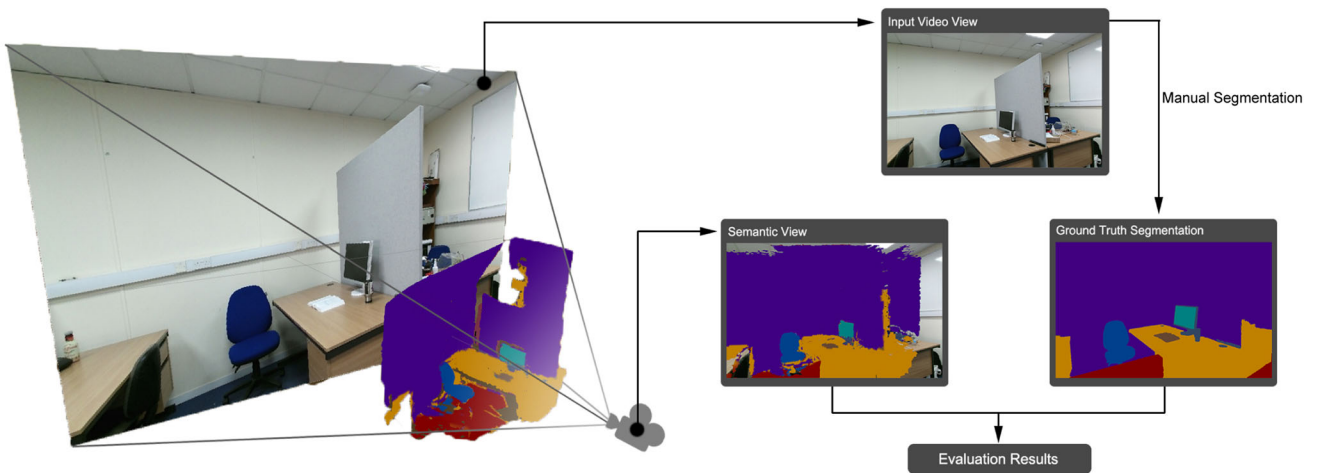 Input Video View
Manual Segmentation
Semantic View
Ground Truth Segmentation
Evaluation Results